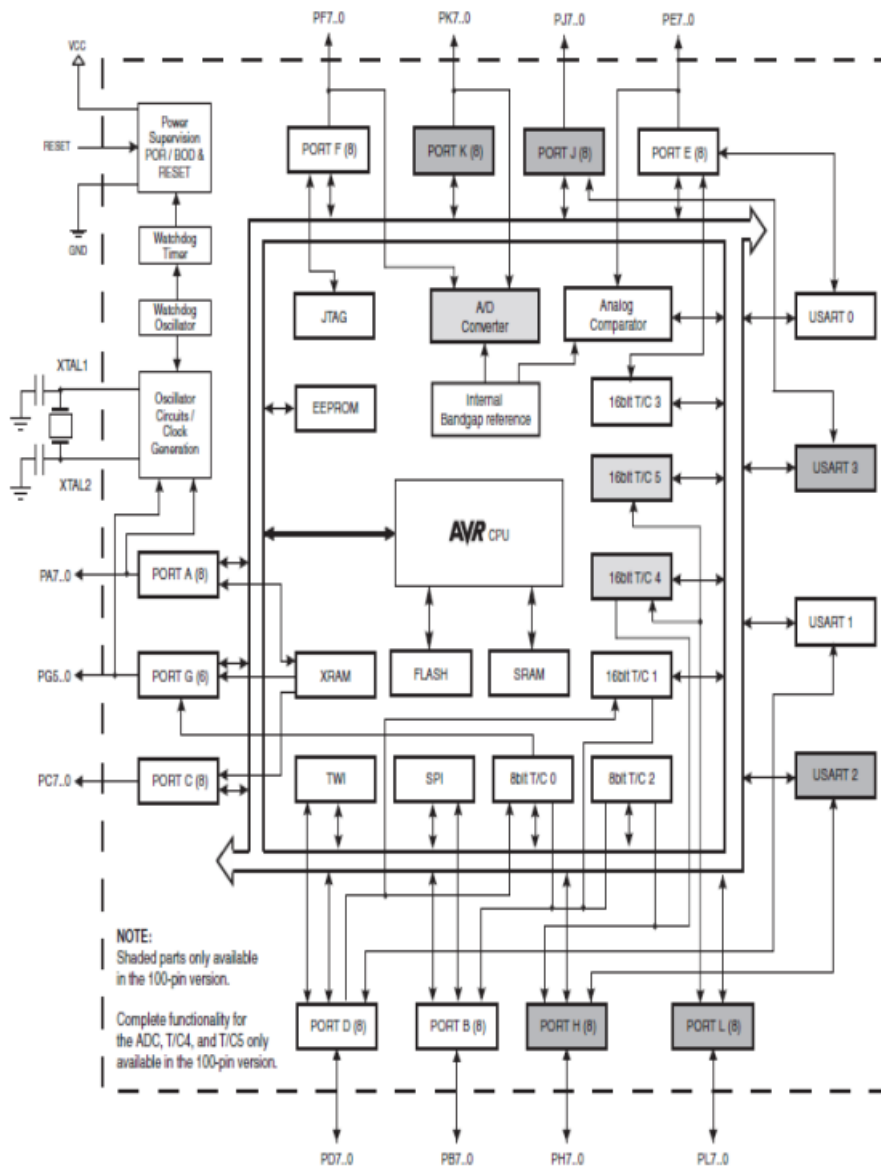 PF7..0
PK7..0
PJ7..0
PE7..0
VCC
RESET
GND
Power
Supervision
POR / BOD &
RESET
PORT F (8)
PORT K (8)
PORT J (8)
PORT E (8)
Watchdog
Timer
Watchdog
Oscillator
JTAG
A/D
Converter
Analog
Comparator
USART 0
XTAL1
XTAL2
Oscillator
Circuits /
Clock
Generation
EEPROM
Internal
Bandgap reference
16bit T/C 3
16bit T/C 5
USART 3
AVR CPU
16bit T/C 4
PA7..0
PORT A (8)
USART 1
PG5..0
PORT G (6)
XRAM
FLASH
SRAM
16bit T/C 1
PC7..0
PORT C (8)
TWI
SPI
8bit T/C 0
8bit T/C 2
USART 2
NOTE:
Shaded parts only available
in the 100-pin version.
Complete functionality for
the ADC, T/C4, and T/C5 only
available in the 100-pin version.
PORT D (8)
PORT B (8)
PORT H (8)
PORT L (8)
PD7..0
PB7..0
PH7..0
PL7..0